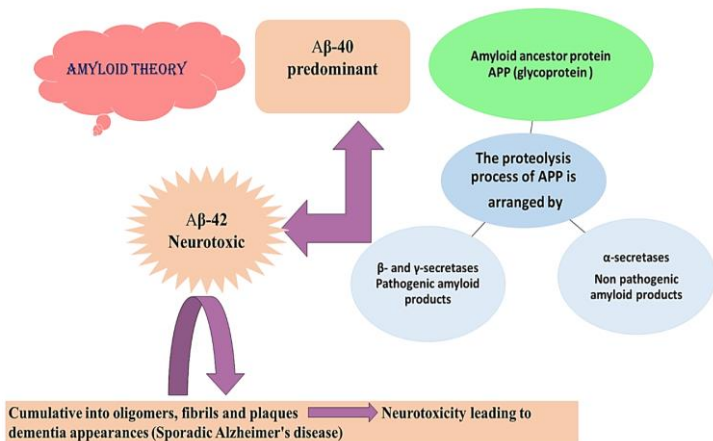 AMYLOID THEORY
Aβ-40
predominant
Amyloid ancestor protein
APP (glycoprotein)
The proteolysis
process of APP is
arranged by
Aβ-42
Neurotoxic
β- and γ-secretases
Pathogenic amyloid
products
α-secretases
Non pathogenic
amyloid products
Cumulative into oligomers, fibrils and plaques Neurotoxicity leading to
dementia appearances (Sporadic Alzheimer's disease)